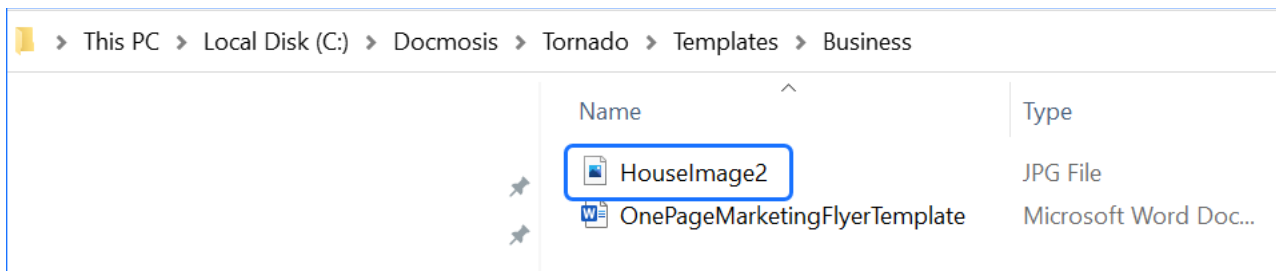 This PC > Local Disk (C:) > Docmosis > Tornado > Templates > Business
Name Type
HouseImage2 JPG File
OnePageMarketingFlyerTemplate Microsoft Word Doc...